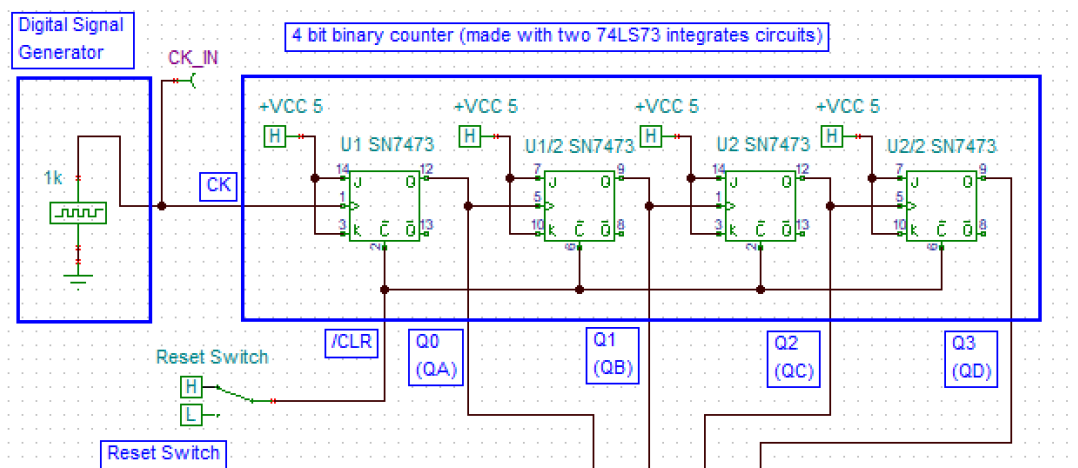 Digital Signal
Generator
4 bit binary counter (made with two 74LS73 integrates circuits)
CK_IN
+VCC 5
+VCC 5
+VCC 5
+VCC 5
H
H
H
H
U1 SN7473
U1/2 SN7473
U2 SN7473
U2/2 SN7473
1k
CK
14 J Q 12
1
3 K C Q 13
2
7 J Q 9
5
10 K C Q 8
6
14 J Q 12
1
3 K C Q 13
2
7 J Q 9
5
10 K C Q 8
6
/CLR
Q0
(QA)
Q1
(QB)
Q2
(QC)
Q3
(QD)
Reset Switch
H
L
Reset Switch